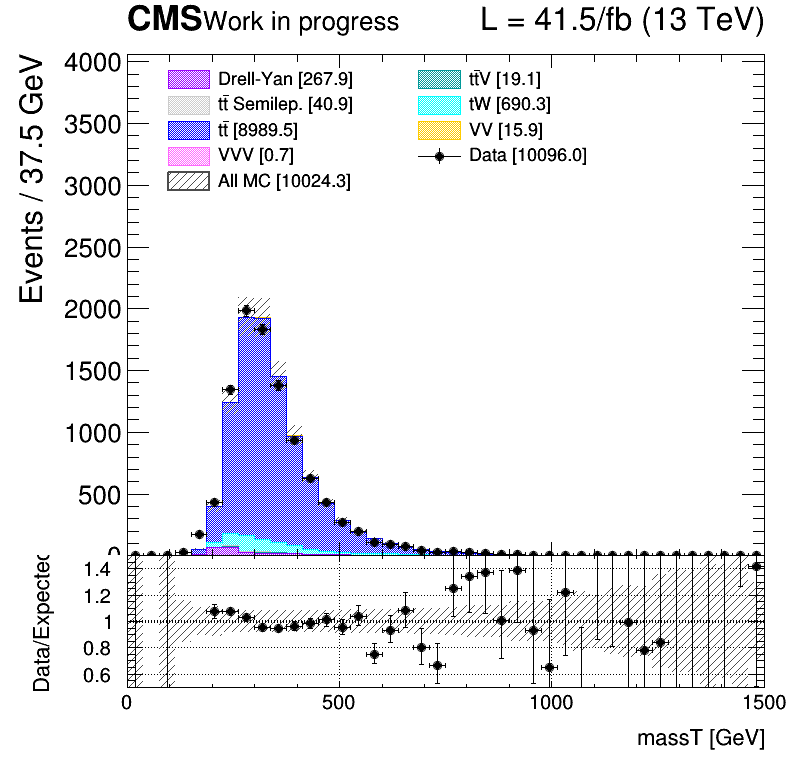 CMS Work in progress L = 41.5/fb (13 TeV)
Events / 37.5 GeV
4000
3500
3000
2500
2000
1500
1000
500
0
Drell-Yan [267.9]
tt̄ Semilep. [40.9]
tt̄ [8989.5]
VVV [0.7]
All MC [10024.3]
tt̄V [19.1]
tW [690.3]
VV [15.9]
Data [10096.0]
Data/Expected
1.4
1.2
1
0.8
0.6
0 500 1000 1500
massT [GeV]